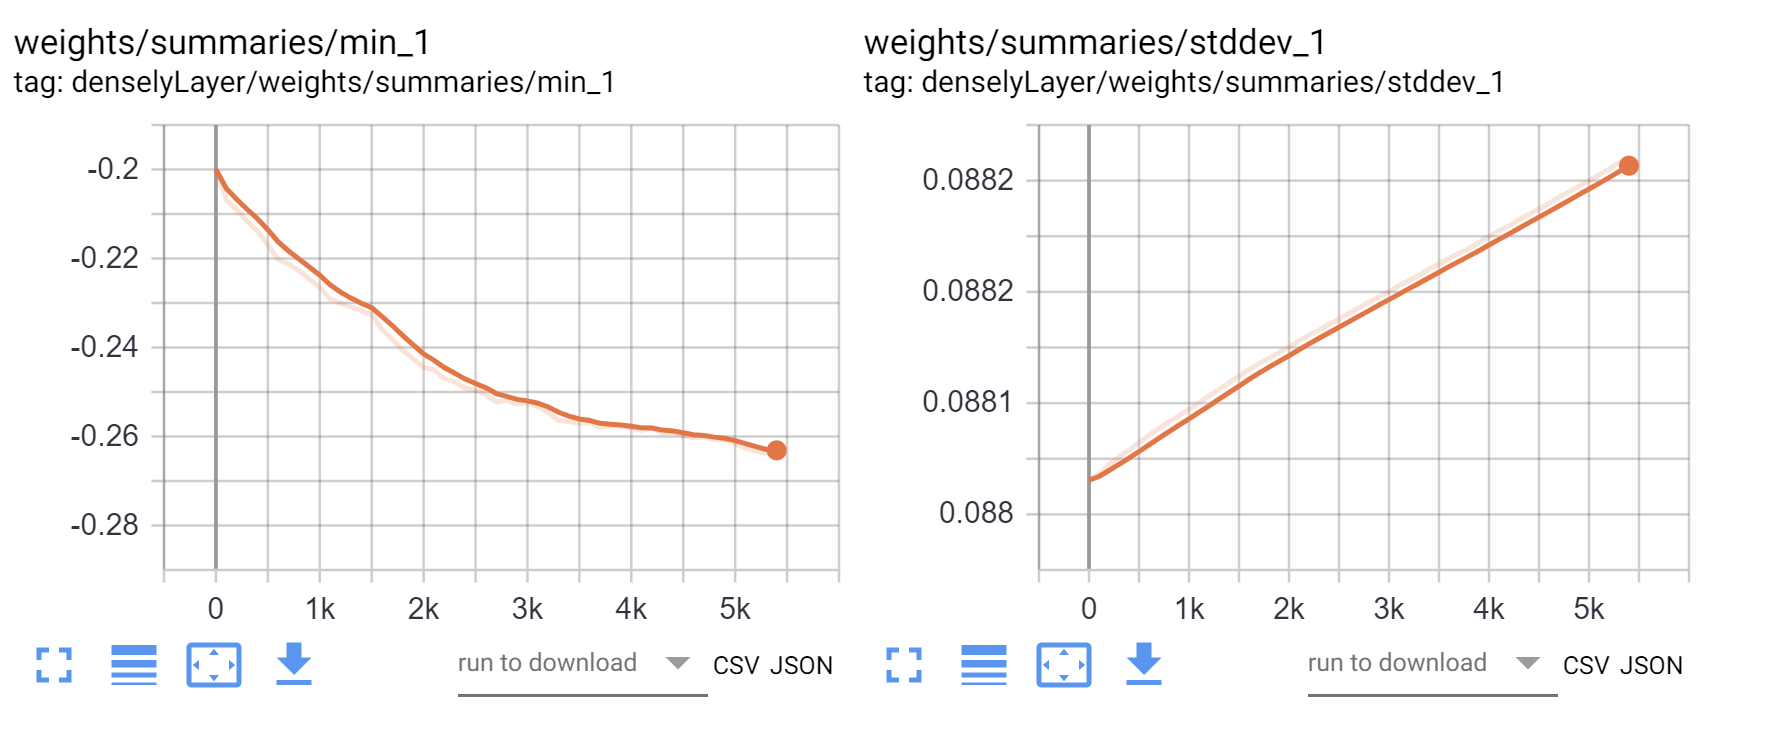 weights/summaries/min_1
tag: denselyLayer/weights/summaries/min_1
-0.2
-0.22
-0.24
-0.26
-0.28
0 1k 2k 3k 4k 5k
run to download CSV JSON
weights/summaries/stddev_1
tag: denselyLayer/weights/summaries/stddev_1
0.0882
0.0882
0.0881
0.088
0 1k 2k 3k 4k 5k
run to download CSV JSON